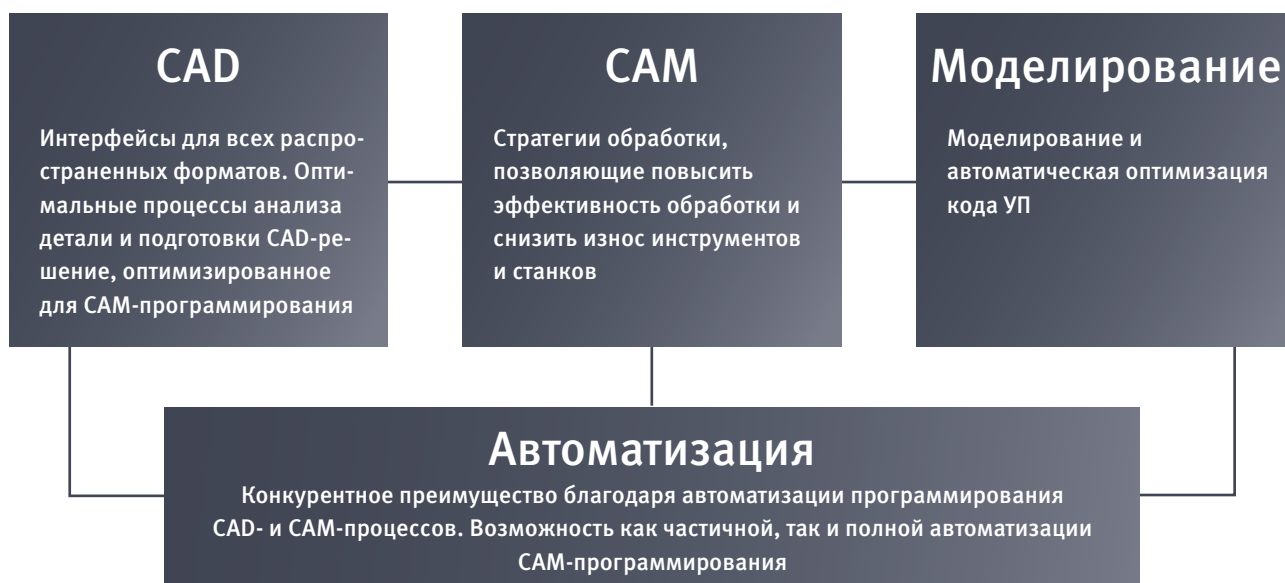 CAD
Интерфейсы для всех распро-
страненных форматов. Опти-
мальные процессы анализа
детали и подготовки CAD-ре-
шение, оптимизированное
для CAM-программирования
CAM
Стратегии обработки,
позволяющие повысить
эффективность обработки и
снизить износ инструментов
и станков
Моделирование
Моделирование и
автоматическая оптимизация
кода УП
Автоматизация
Конкурентное преимущество благодаря автоматизации программирования
CAD- и CAM-процессов. Возможность как частичной, так и полной автоматизации
CAM-программирования